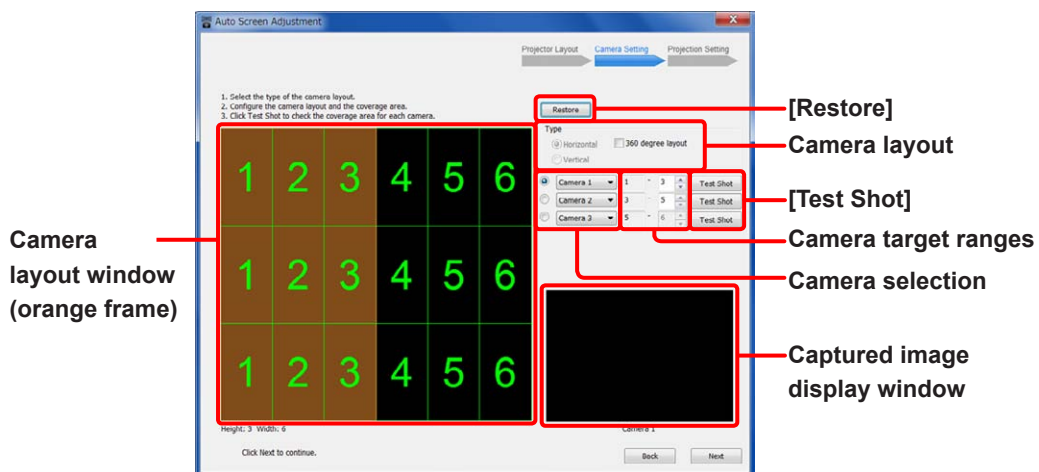 Auto Screen Adjustment
X
Projector Layout Camera Setting Projection Setting
1. Select the type of the camera layout.
2. Configure the camera layout and the coverage area.
3. Click Test Shot to check the coverage area for each camera.
Restore
[Restore]
Type
Horizontal 360 degree layout
Vertical
Camera layout
Camera 1 1 - 3 Test Shot
Camera 2 3 - 5 Test Shot
Camera 3 5 - 6 Test Shot
[Test Shot]
Camera target ranges
Camera selection
Camera
layout window
(orange frame)
1 2 3 4 5 6
1 2 3 4 5 6
1 2 3 4 5 6
Captured image
display window
Height: 3 Width: 6
Camera 1
Click Next to continue.
Back Next